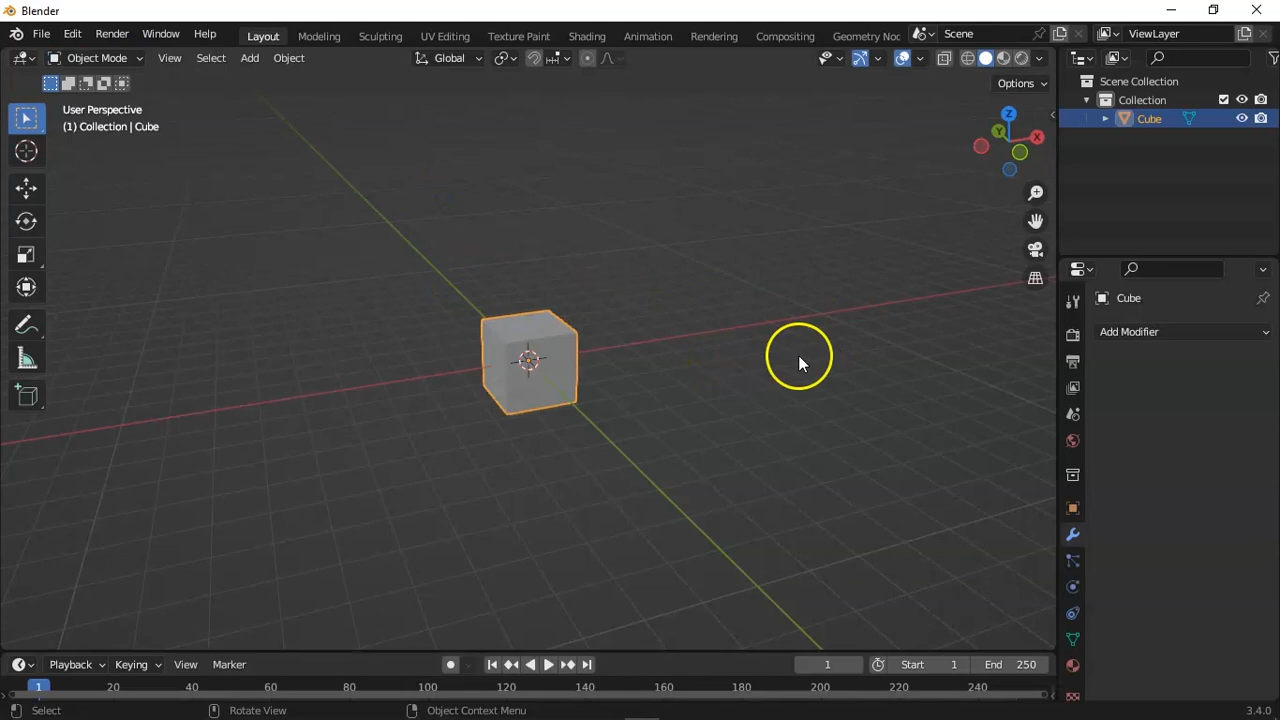 Blender
File Edit Render Window Help Layout Modeling Sculpting UV Editing Texture Paint Shading Animation Rendering Compositing Geometry Noc Scene ViewLayer
Object Mode View Select Add Object Global
Options
Scene Collection
Collection
Cube
User Perspective
(1) Collection | Cube
Z
Y
X
Cube
Add Modifier
Playback Keying View Marker 1 Start 1 End 250
1 20 40 60 80 100 120 140 160 180 200 220 240
Select Rotate View Object Context Menu 3.4.0